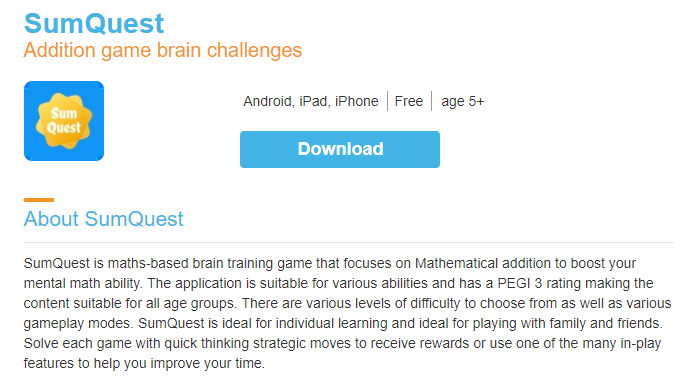 SumQuest
Addition game brain challenges
Sum
Quest
Android, iPad, iPhone | Free | age 5+
Download
About SumQuest
SumQuest is maths-based brain training game that focuses on Mathematical addition to boost your
mental math ability. The application is suitable for various abilities and has a PEGI 3 rating making the
content suitable for all age groups. There are various levels of difficulty to choose from as well as various
gameplay modes. SumQuest is ideal for individual learning and ideal for playing with family and friends.
Solve each game with quick thinking strategic moves to receive rewards or use one of the many in-play
features to help you improve your time.